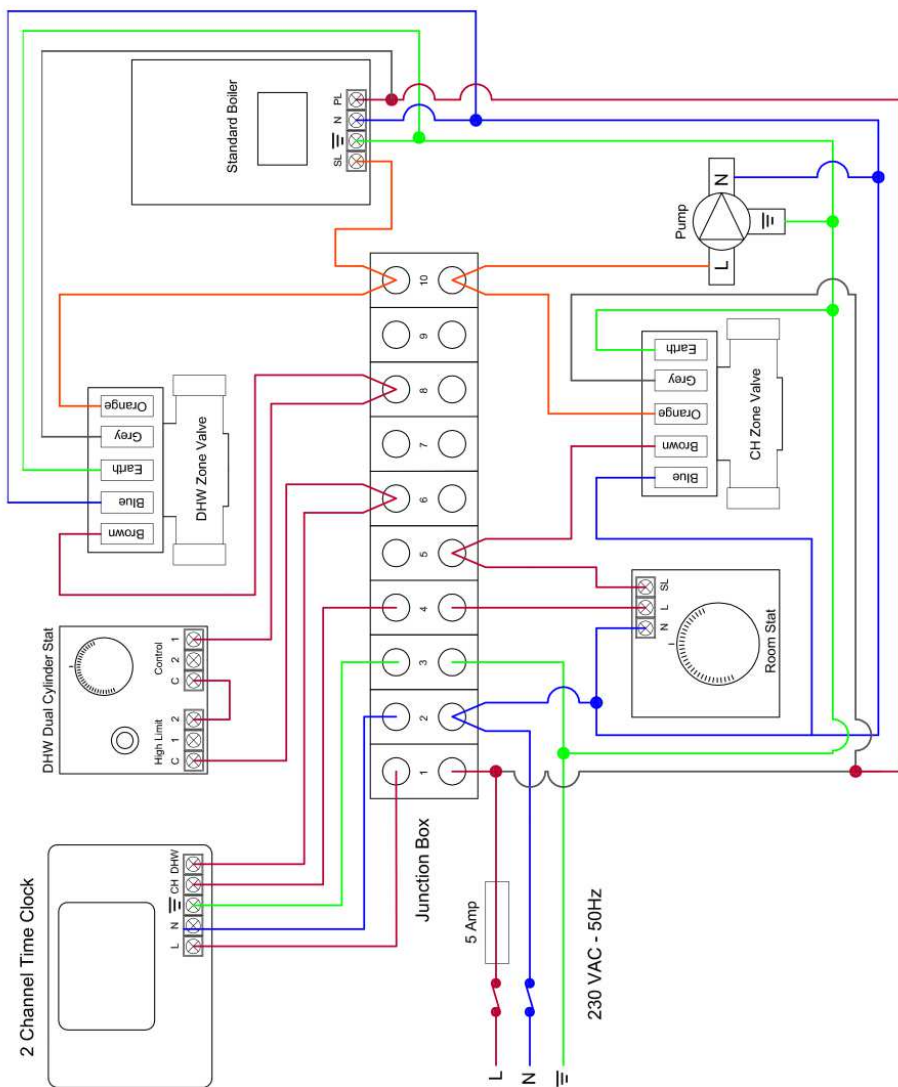 Standard Boiler
PL
N
SL
Pump
N
L
10
9
8
7
6
5
4
3
2
1
Junction Box
Orange
Grey
Earth
Blue
Brown
DHW Zone Valve
Earth
Grey
Orange
Brown
Blue
CH Zone Valve
DHW Dual Cylinder Stat
Control
1
2
C
High Limit
2
1
C
SL
L
N
Room Stat
2 Channel Time Clock
DHW
CH
N
L
5 Amp
230 VAC - 50Hz
L
N